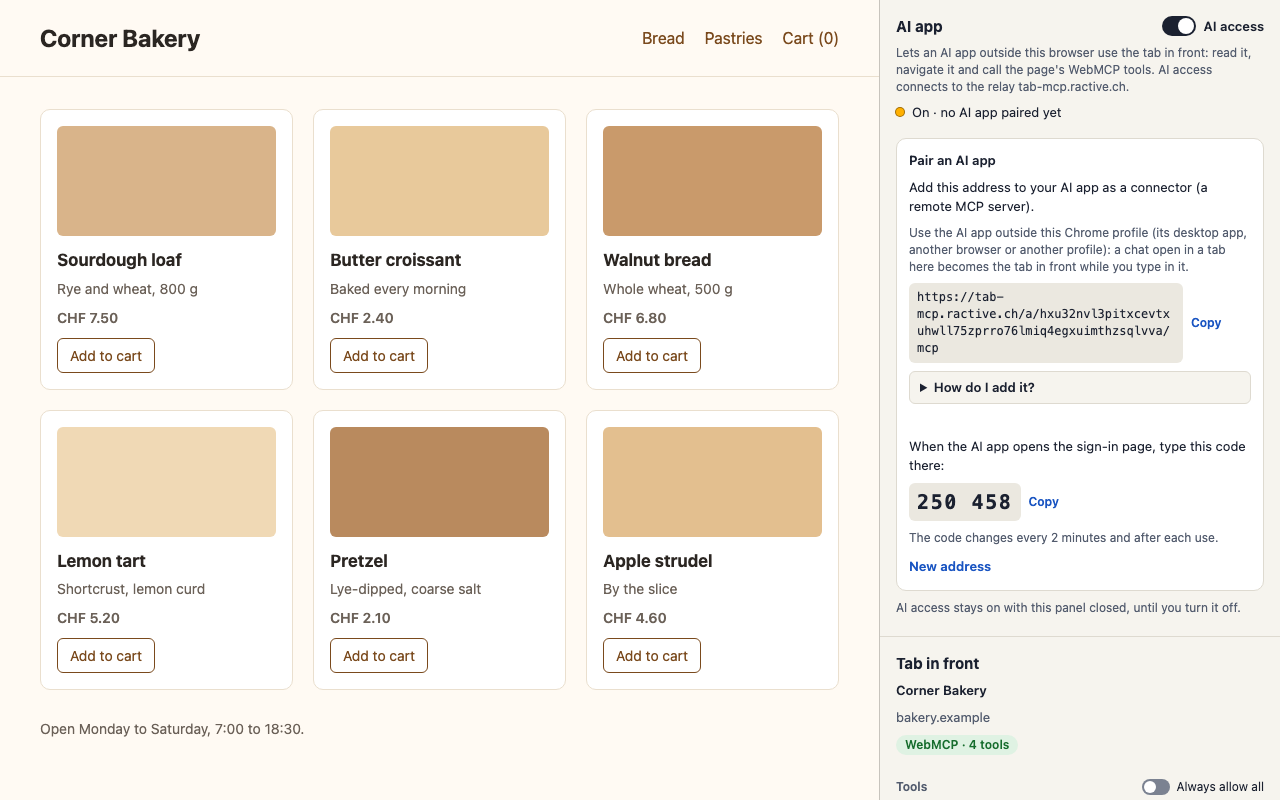 Corner Bakery
Bread
Pastries
Cart (0)
Sourdough loaf
Rye and wheat, 800 g
CHF 7.50
Add to cart
Butter croissant
Baked every morning
CHF 2.40
Add to cart
Walnut bread
Whole wheat, 500 g
CHF 6.80
Add to cart
Lemon tart
Shortcrust, lemon curd
CHF 5.20
Add to cart
Pretzel
Lye-dipped, coarse salt
CHF 2.10
Add to cart
Apple strudel
By the slice
CHF 4.60
Add to cart
Open Monday to Saturday, 7:00 to 18:30.
AI app
AI access
Lets an AI app outside this browser use the tab in front: read it,
navigate it and call the page's WebMCP tools. AI access
connects to the relay tab-mcp.ractive.ch.
On · no AI app paired yet
Pair an AI app
Add this address to your AI app as a connector (a
remote MCP server).
Use the AI app outside this Chrome profile (its desktop app,
another browser or another profile): a chat open in a tab
here becomes the tab in front while you type in it.
https://tab-
mcp.ractive.ch/a/hxu32nvl3pitxcevtx
uhwll75zprro76lmiq4egxuimthzsqlvva/
mcp
Copy
▶ How do I add it?
When the AI app opens the sign-in page, type this code
there:
250 458
Copy
The code changes every 2 minutes and after each use.
New address
AI access stays on with this panel closed, until you turn it off.
Tab in front
Corner Bakery
bakery.example
WebMCP · 4 tools
Tools
Always allow all